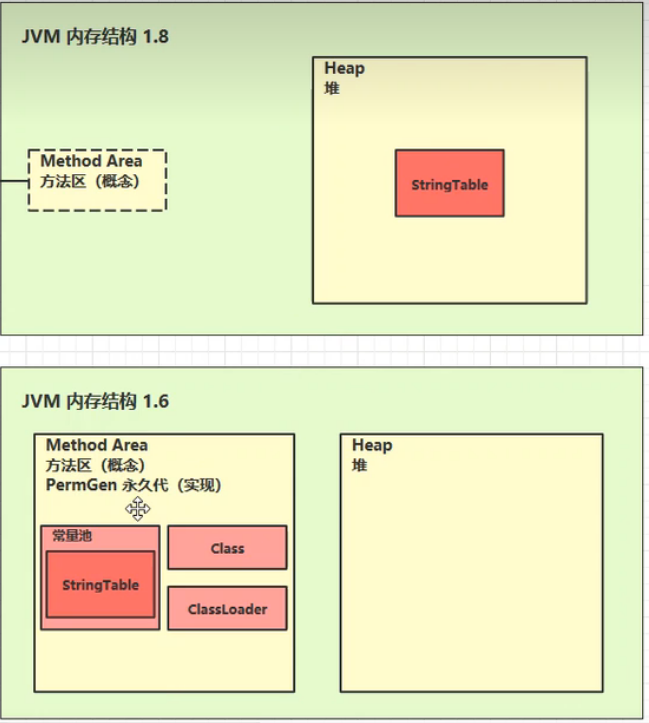 JVM 内存结构 1.8
Heap
堆
Method Area
方法区（概念）
StringTable
JVM 内存结构 1.6
Method Area
方法区（概念）
PermGen 永久代（实现）
常量池
StringTable
Class
ClassLoader
Heap
堆